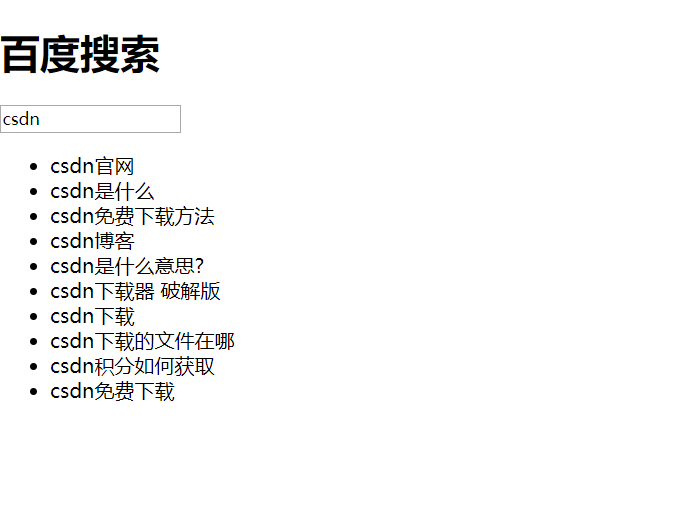 百度搜索
csdn
csdn官网
csdn是什么
csdn免费下载方法
csdn博客
csdn是什么意思?
csdn下载器 破解版
csdn下载
csdn下载的文件在哪
csdn积分如何获取
csdn免费下载